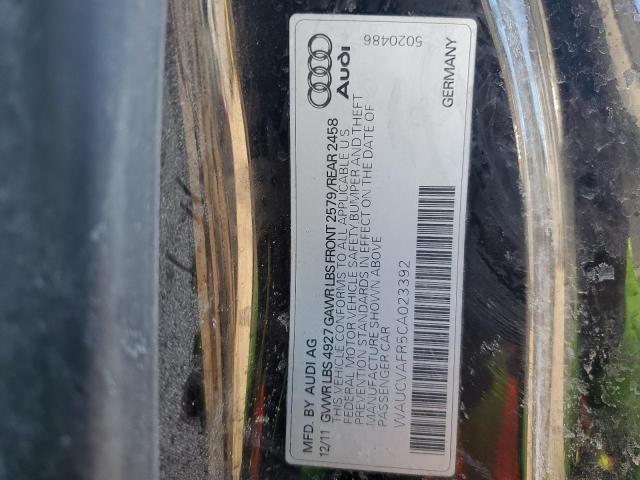 MFD. BY AUDI AG
12/11 GVWR LBS 4927 GAWR LBS FRONT 2579/REAR 2458
THIS VEHICLE CONFORMS TO ALL APPLICABLE U S
FEDERAL MOTOR VEHICLE SAFETY BUMPER AND THEFT
PREVENTION STANDARDS IN EFFECT ON THE DATE OF
MANUFACTURE SHOWN ABOVE
PASSENGER CAR
WAUCVAFR5CA023392
Audi
5020486
GERMANY